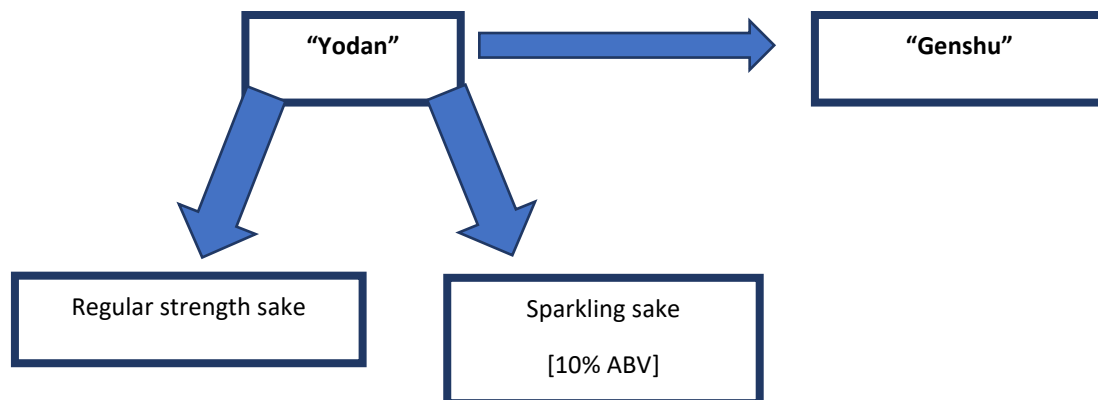 “Yodan”
“Genshu”
Regular strength sake
Sparkling sake
[10% ABV]